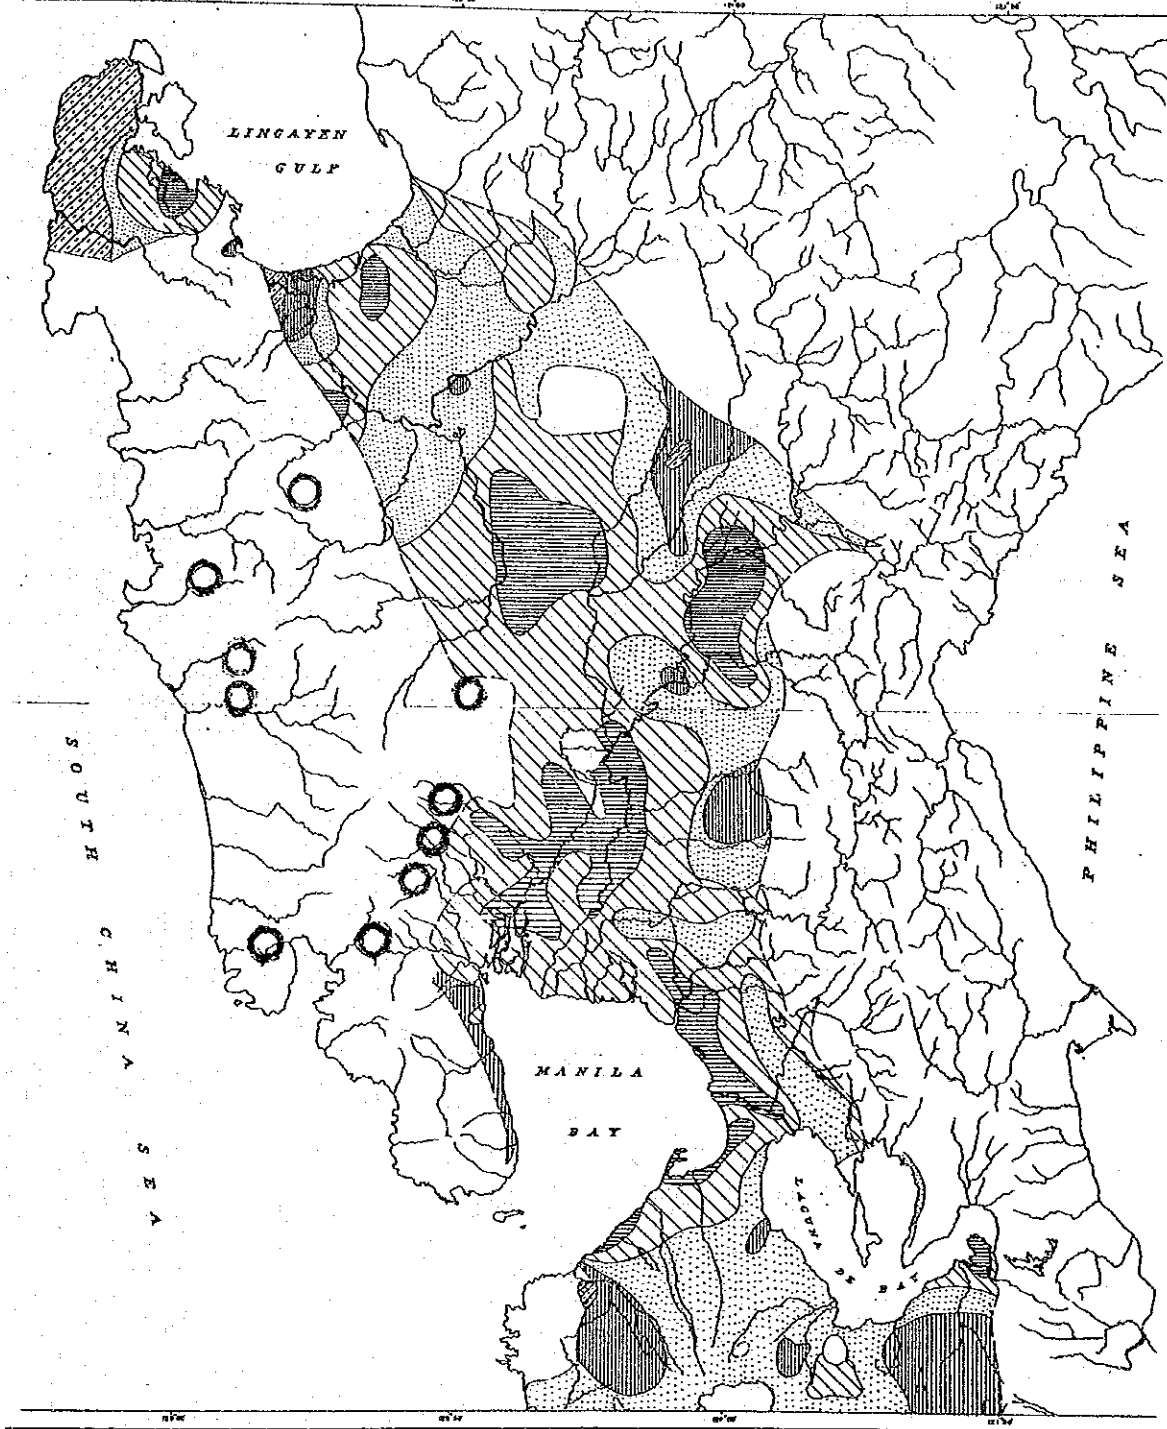 LINGAYEN
GULF
PHILIPPINE SEA
SOUTH CHINA SEA
MANILA
BAY
LAGUNA
DE BAY